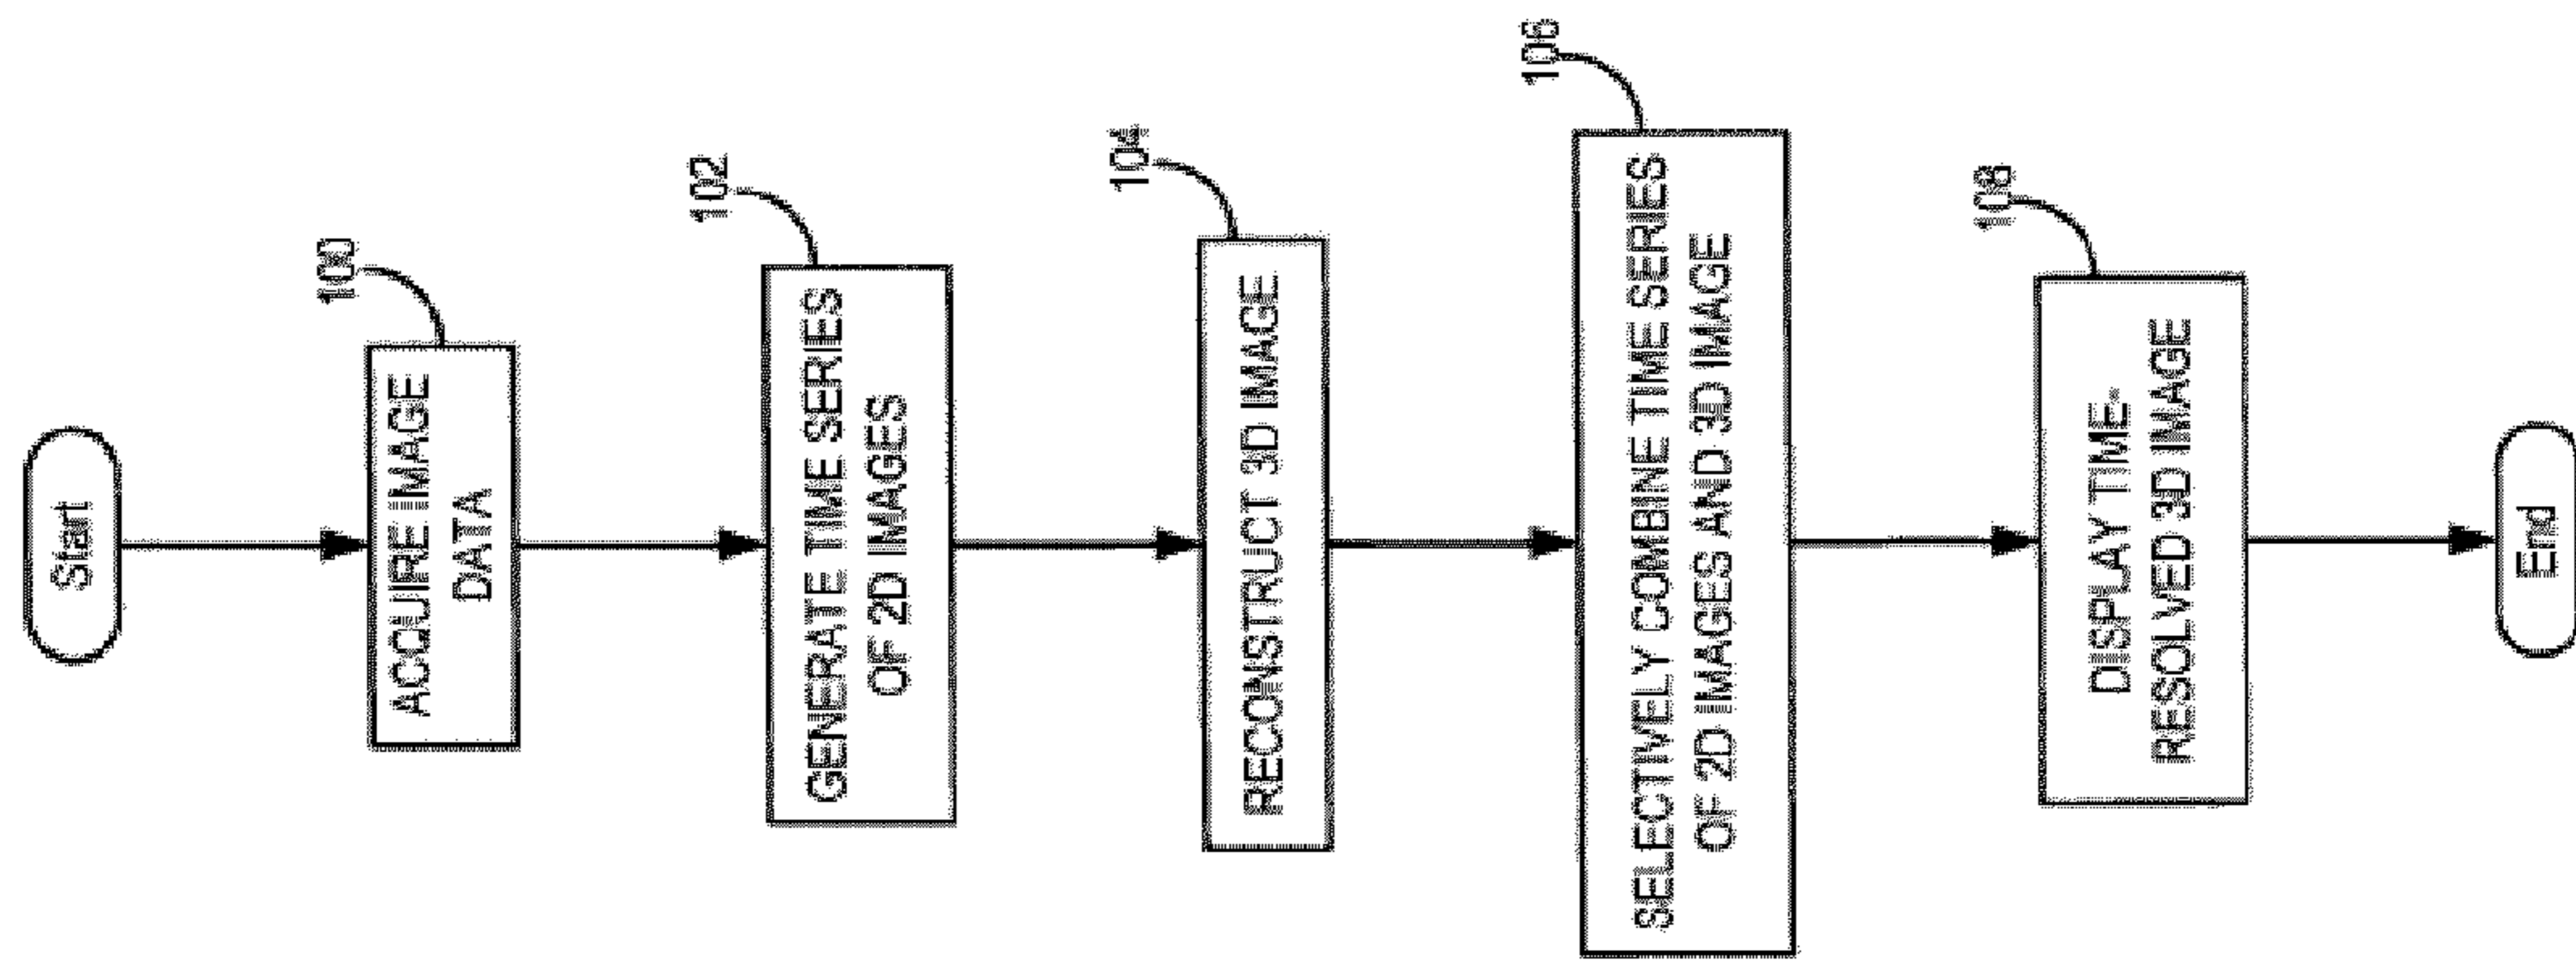 Start
100
ACQUIRE IMAGE
DATA
102
GENERATE TIME SERIES
OF 2D IMAGES
104
RECONSTRUCT 3D IMAGE
106
SELECTIVELY COMBINE TIME SERIES
OF 2D IMAGES AND 3D IMAGE
108
DISPLAY TIME-
RESOLVED 3D IMAGE
End